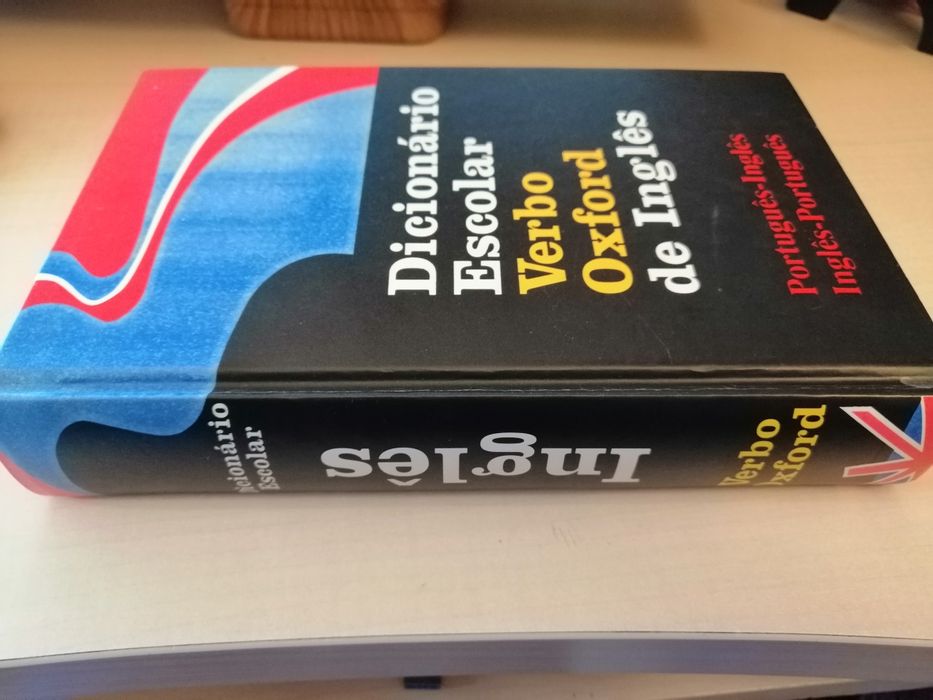 Dicionário
Escolar
Verbo
Oxford
de Inglês
Português-Inglês
Inglês-Português
Dicionário
Escolar
Inglês
Verbo
Oxford